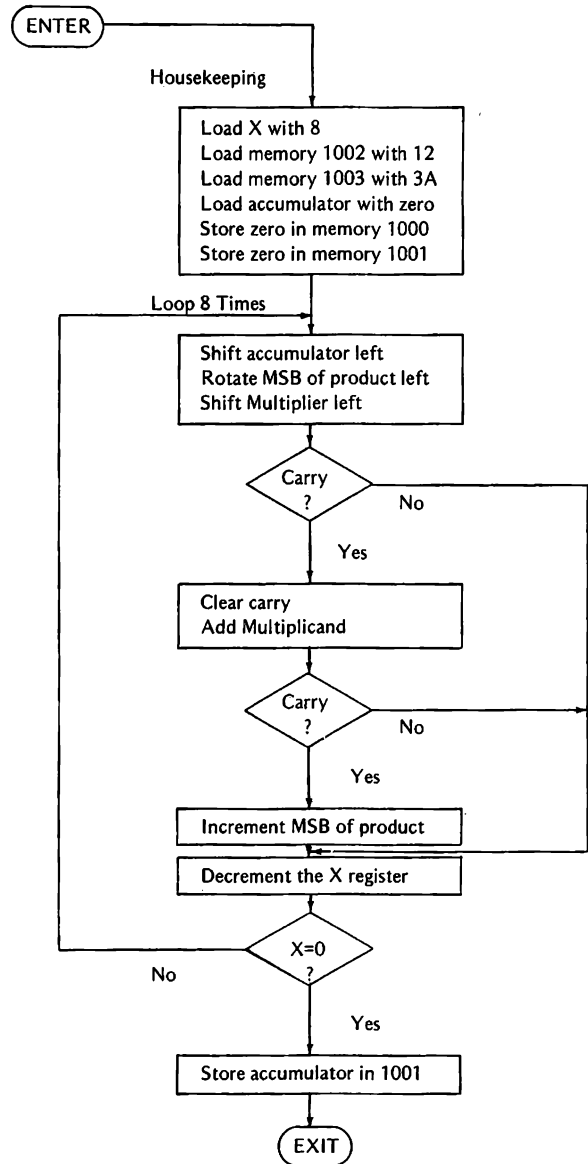 ENTER
Housekeeping
Load X with 8
Load memory 1002 with 12
Load memory 1003 with 3A
Load accumulator with zero
Store zero in memory 1000
Store zero in memory 1001
Loop 8 Times
Shift accumulator left
Rotate MSB of product left
Shift Multiplier left
Carry
?
No
Yes
Clear carry
Add Multiplicand
Carry
?
No
Yes
Increment MSB of product
Decrement the X register
X=0
?
No
Yes
Store accumulator in 1001
EXIT